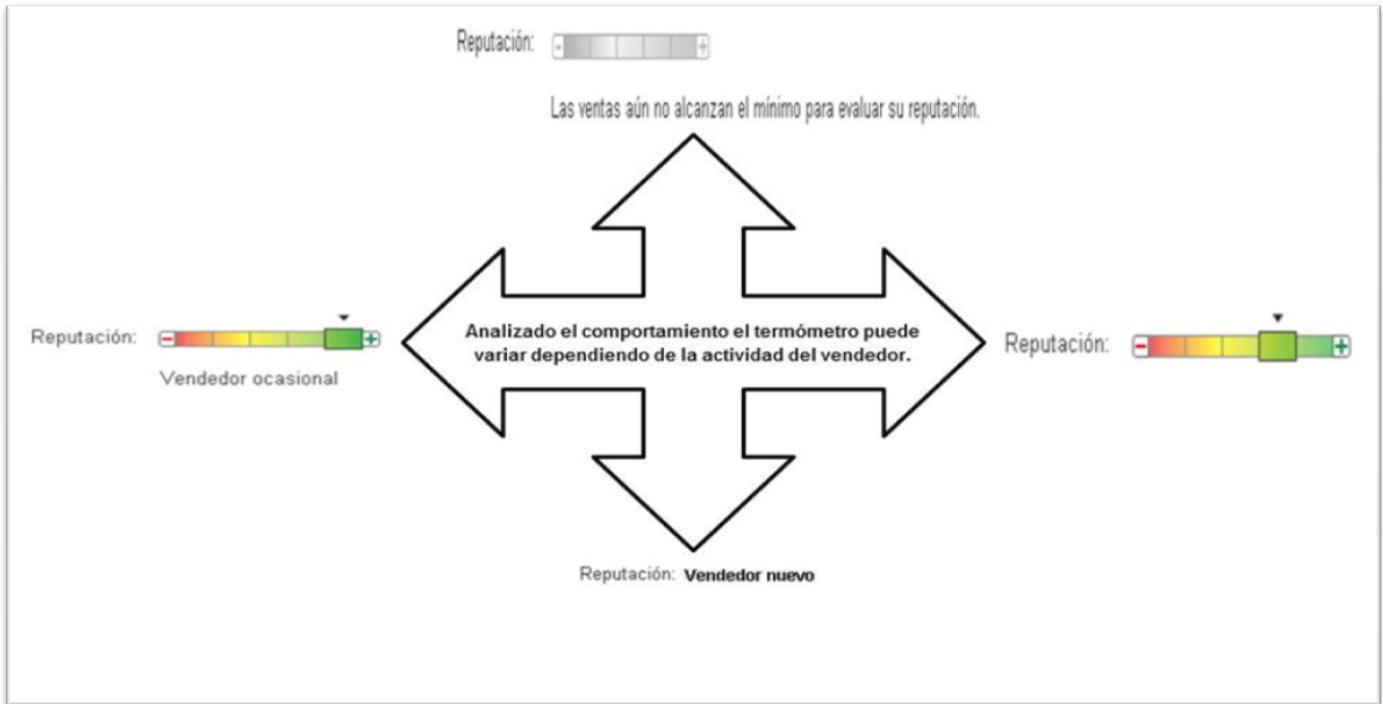 Reputación: - +
Las ventas aún no alcanzan el mínimo para evaluar su reputación.
Reputación: - +
Vendedor ocasional
Analizado el comportamiento el termómetro puede
variar dependiendo de la actividad del vendedor.
Reputación: - +
Reputación: Vendedor nuevo